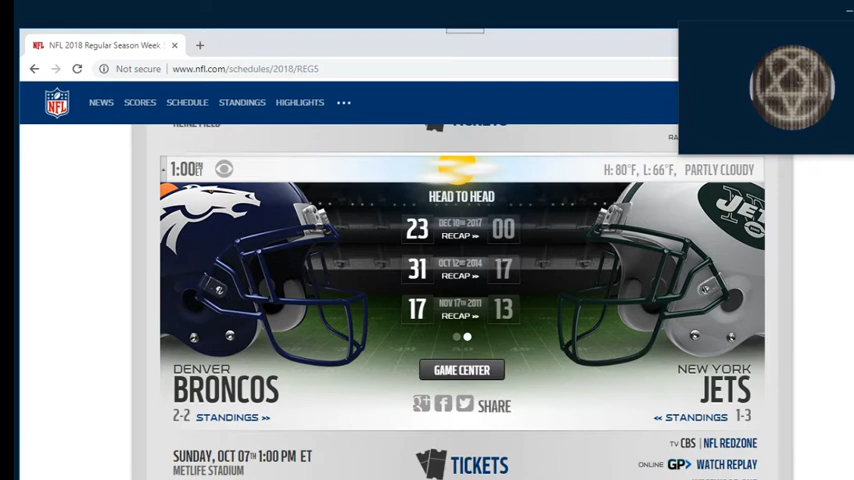 NFL 2018 Regular Season Week
Not secure | www.nfl.com/schedules/2018/REG5
NFL NEWS SCORES SCHEDULE STANDINGS HIGHLIGHTS
1:00 PM ET
H: 80°F, L: 66°F, PARTLY CLOUDY
HEAD TO HEAD
JETS
23 DEC 10TH 2017 00
RECAP »
31 OCT 12TH 2014 17
RECAP »
17 NOV 17TH 2011 13
RECAP »
GAME CENTER
DENVER
BRONCOS
2-2 STANDINGS »
NEW YORK
JETS
« STANDINGS 1-3
SHARE
SUNDAY, OCT 07TH 1:00 PM ET
METLIFE STADIUM
TICKETS
TV CBS | NFL REDZONE
ONLINE GP» WATCH REPLAY